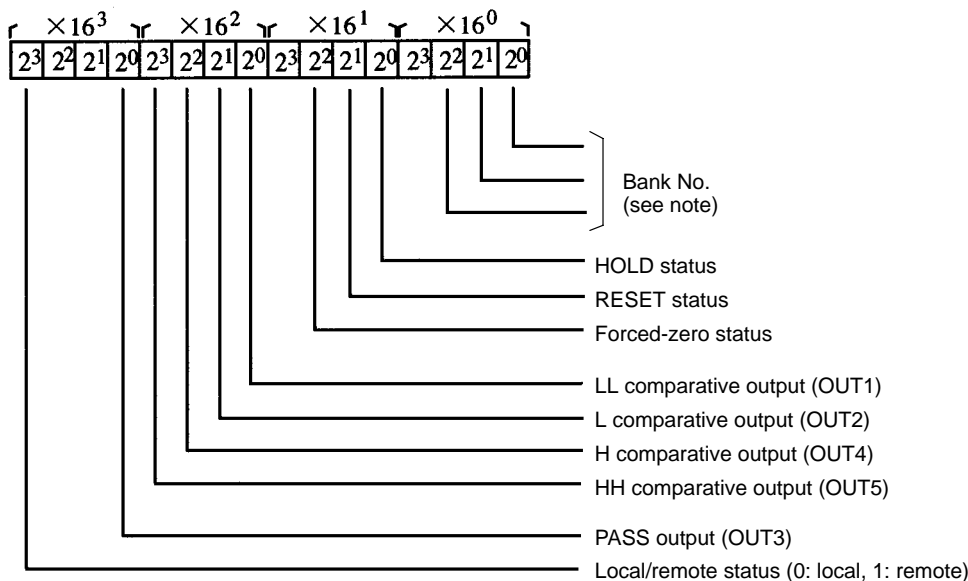 ×16³ ×16² ×16¹ ×16⁰
2³ 2² 2¹ 2⁰ 2³ 2² 2¹ 2⁰ 2³ 2² 2¹ 2⁰ 2³ 2² 2¹ 2⁰
Bank No.
(see note)
HOLD status
RESET status
Forced-zero status
LL comparative output (OUT1)
L comparative output (OUT2)
H comparative output (OUT4)
HH comparative output (OUT5)
PASS output (OUT3)
Local/remote status (0: local, 1: remote)